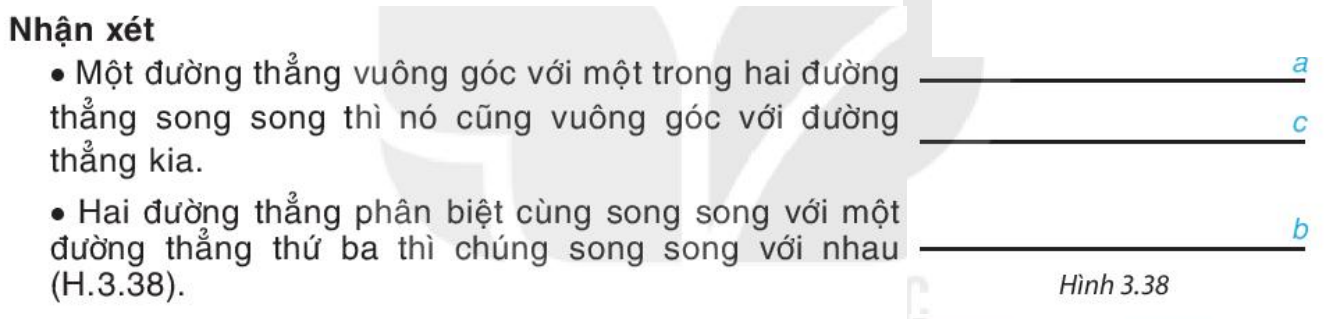 Nhận xét
• Một đường thẳng vuông góc với một trong hai đường
thẳng song song thì nó cũng vuông góc với đường
thẳng kia.
• Hai đường thẳng phân biệt cùng song song với một
đường thẳng thứ ba thì chúng song song với nhau
(H.3.38).
a
c
b
Hình 3.38